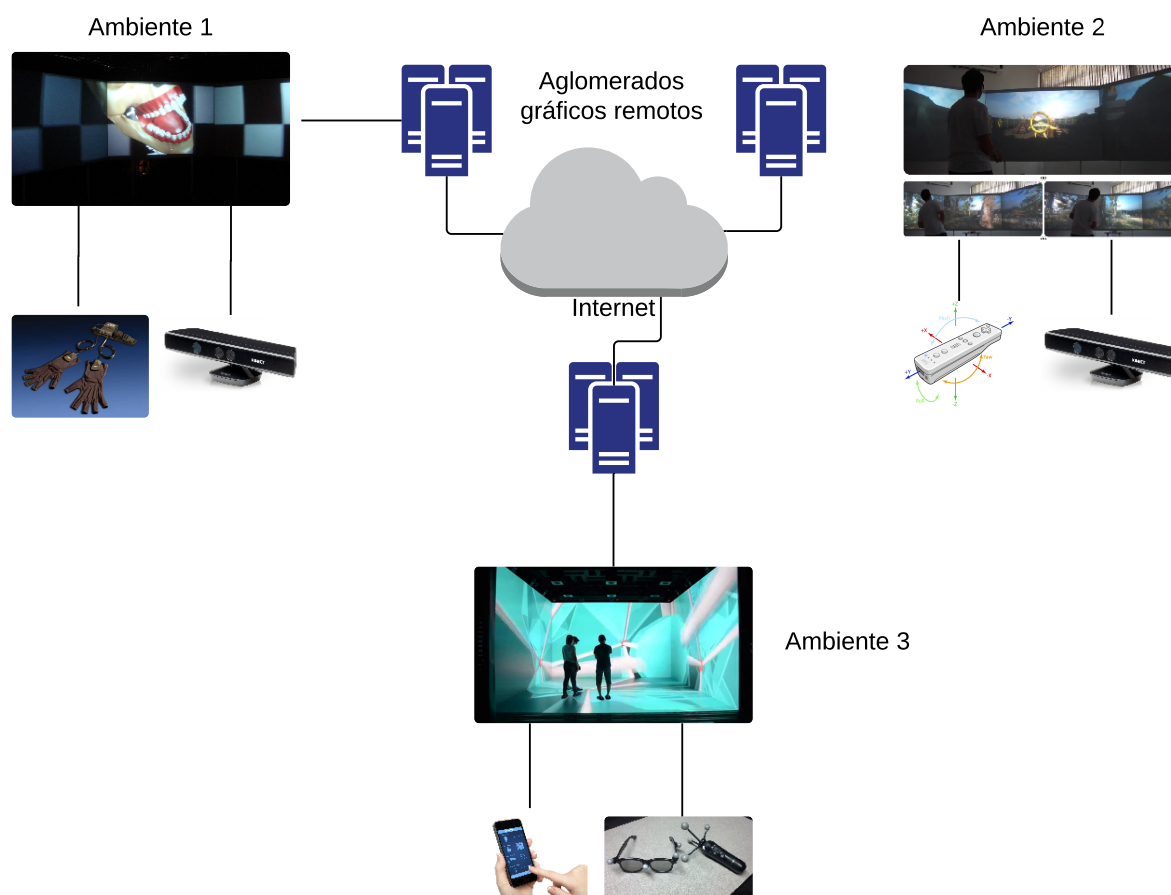 Ambiente 1
Ambiente 2
Aglomerados
gráficos remotos
Internet
+Z
-Y
+X
-X
+Y
-Z
Ambiente 3